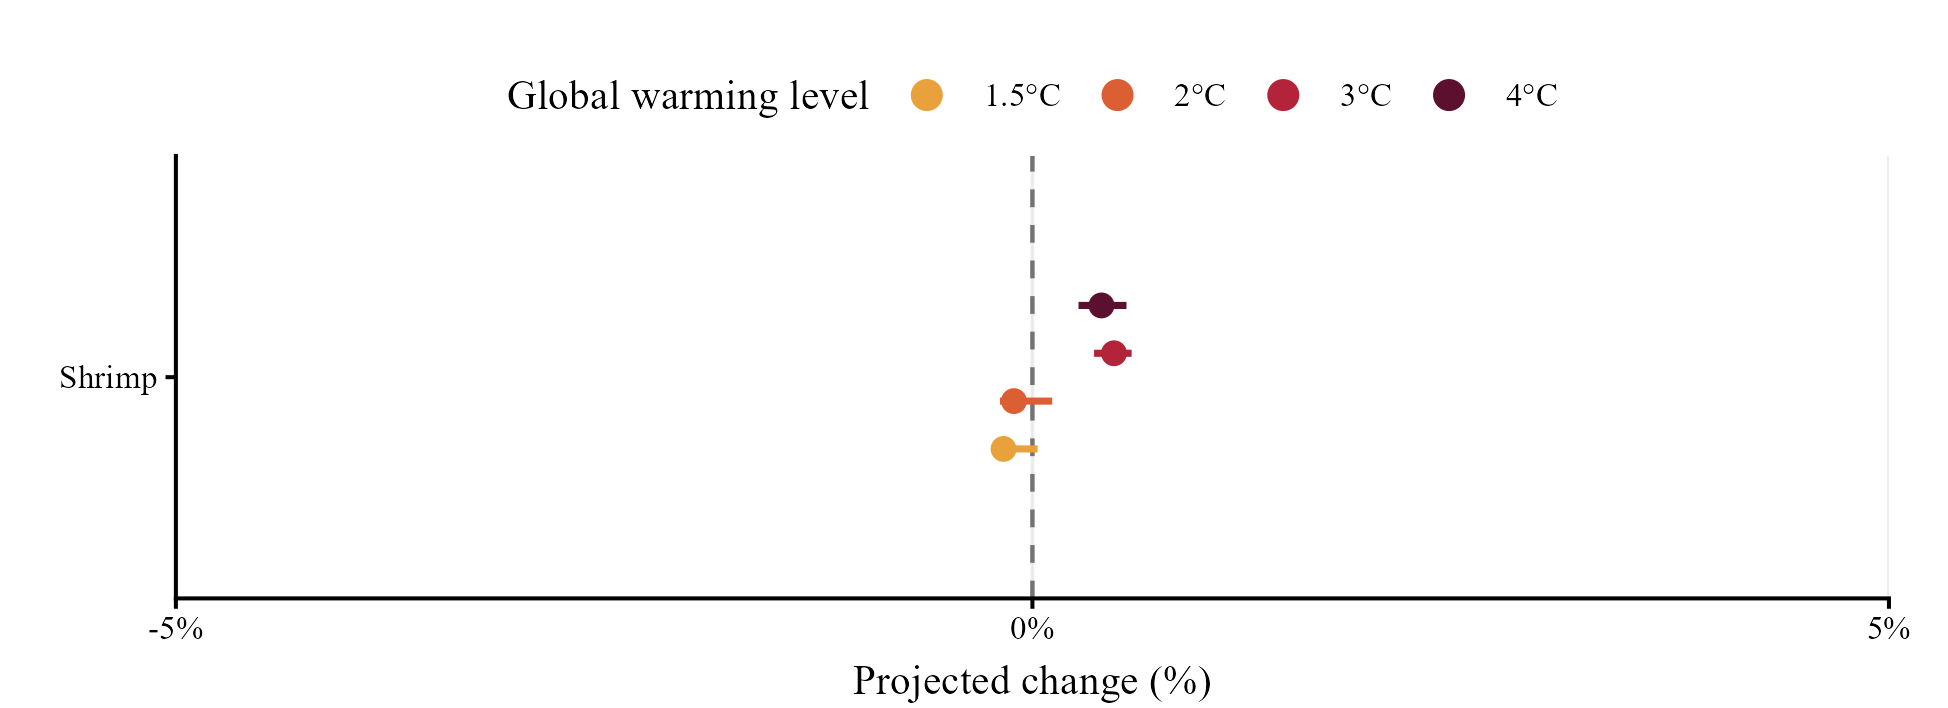 Global warming level 1.5°C 2°C 3°C 4°C
Shrimp
-5% 0% 5%
Projected change (%)